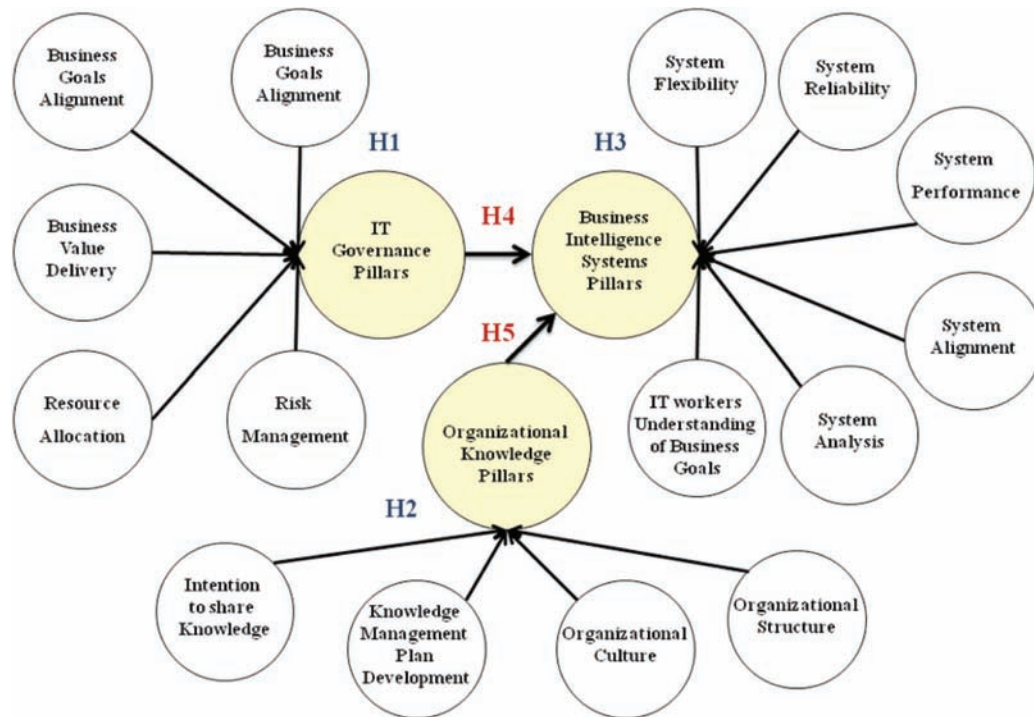 Business
Goals
Alignment
Business
Goals
Alignment
System
Flexibility
System
Reliability
H1
H3
System
Performance
Business
Value
Delivery
IT
Governance
Pillars
H4
Business
Intelligence
Systems
Pillars
H5
System
Alignment
Resource
Allocation
Risk
Management
Organizational
Knowledge
Pillars
IT workers
Understanding
of Business
Goals
System
Analysis
H2
Intention
to share
Knowledge
Knowledge
Management
Plan
Development
Organizational
Culture
Organizational
Structure